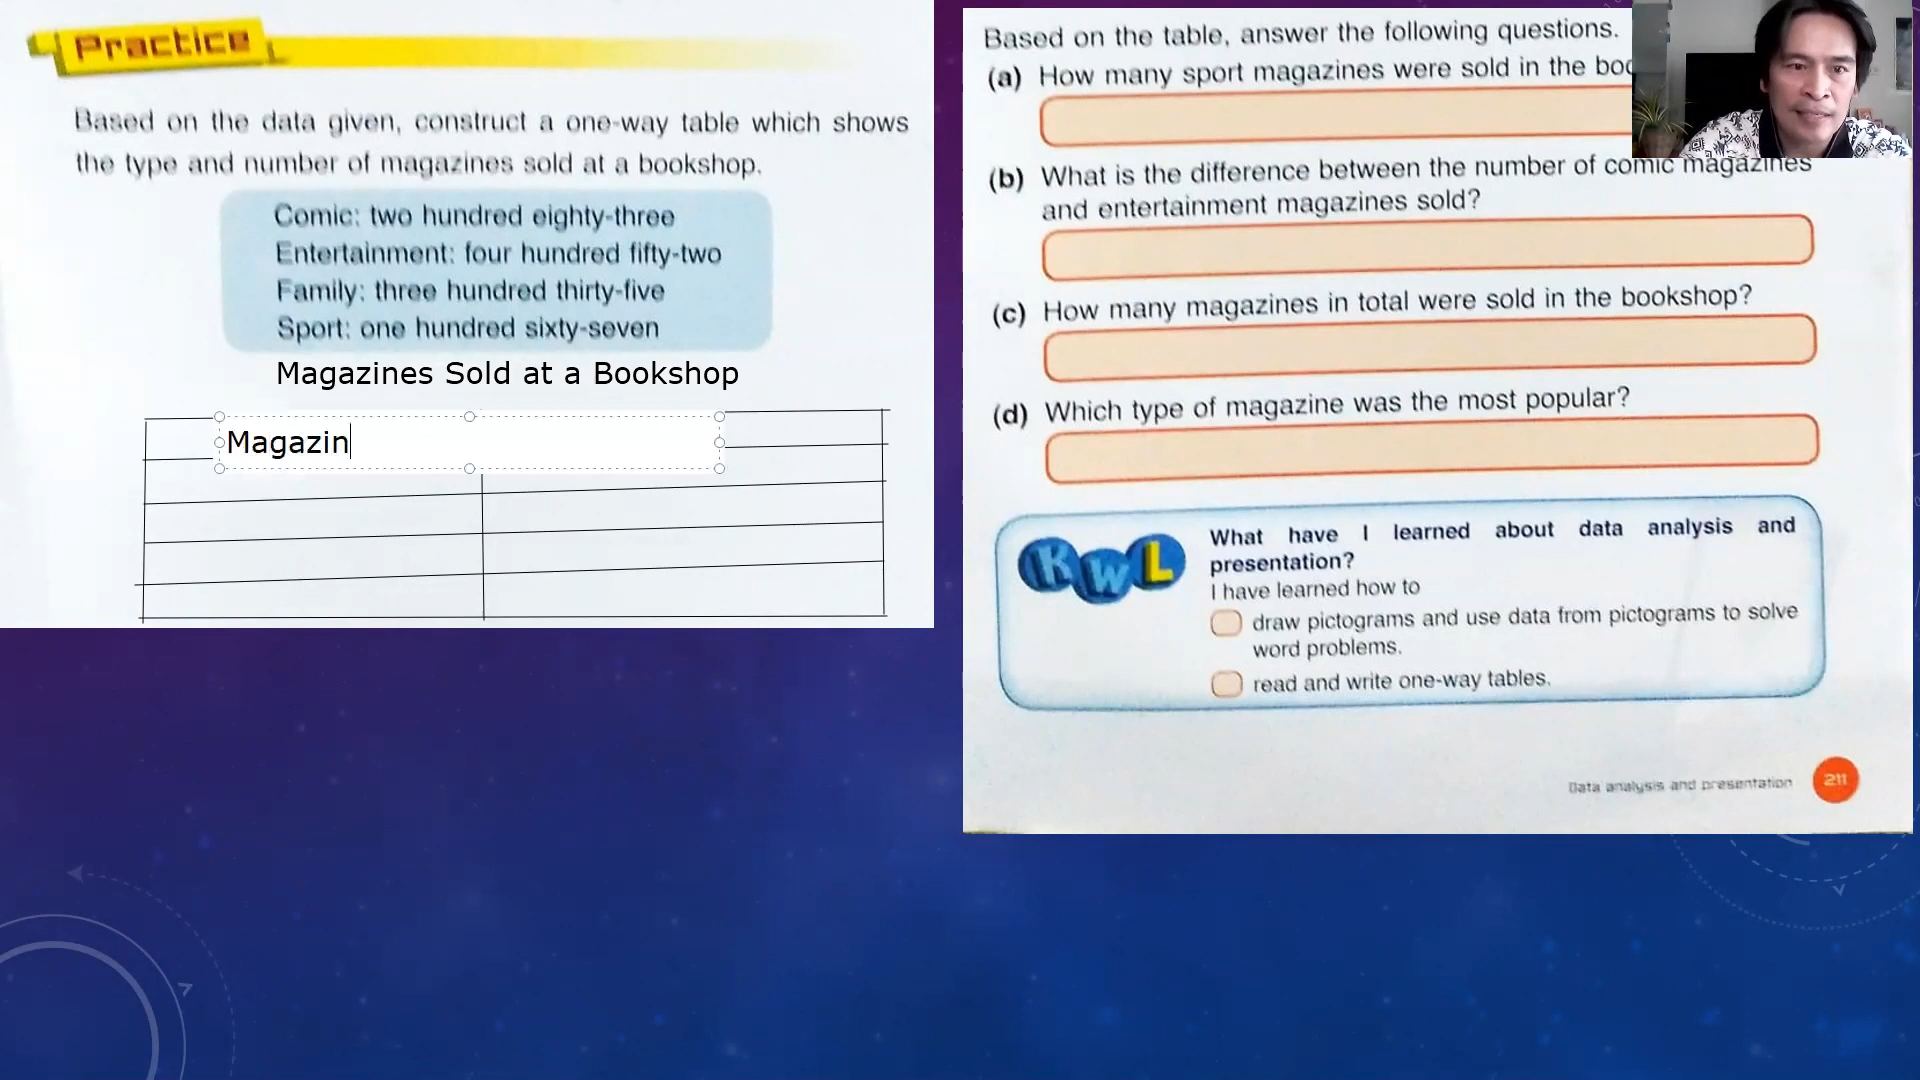 Practice
Based on the data given, construct a one-way table which shows
the type and number of magazines sold at a bookshop.
Comic: two hundred eighty-three
Entertainment: four hundred fifty-two
Family: three hundred thirty-five
Sport: one hundred sixty-seven
Magazines Sold at a Bookshop
Magazin
Based on the table, answer the following questions.
(a) How many sport magazines were sold in the
(b) What is the difference between the number of comic magazines
and entertainment magazines sold?
(c) How many magazines in total were sold in the bookshop?
(d) Which type of magazine was the most popular?
KWL
What have I learned about data analysis and
presentation?
I have learned how to
draw pictograms and use data from pictograms to solve
word problems.
read and write one-way tables.
Data analysis and presentation 211